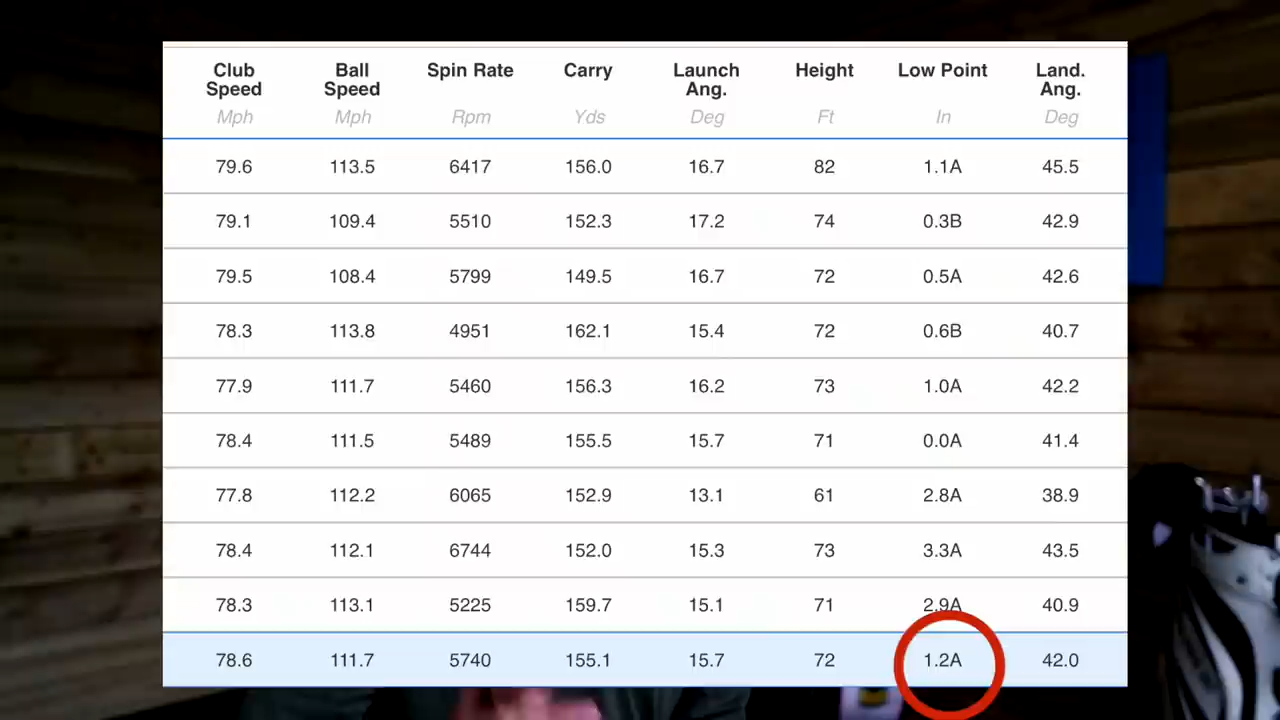 Club Speed Ball Speed Spin Rate Carry Launch Ang. Height Low Point Land. Ang.
Mph Mph Rpm Yds Deg Ft In Deg
79.6 113.5 6417 156.0 16.7 82 1.1A 45.5
79.1 109.4 5510 152.3 17.2 74 0.3B 42.9
79.5 108.4 5799 149.5 16.7 72 0.5A 42.6
78.3 113.8 4951 162.1 15.4 72 0.6B 40.7
77.9 111.7 5460 156.3 16.2 73 1.0A 42.2
78.4 111.5 5489 155.5 15.7 71 0.0A 41.4
77.8 112.2 6065 152.9 13.1 61 2.8A 38.9
78.4 112.1 6744 152.0 15.3 73 3.3A 43.5
78.3 113.1 5225 159.7 15.1 71 2.9A 40.9
78.6 111.7 5740 155.1 15.7 72 1.2A 42.0